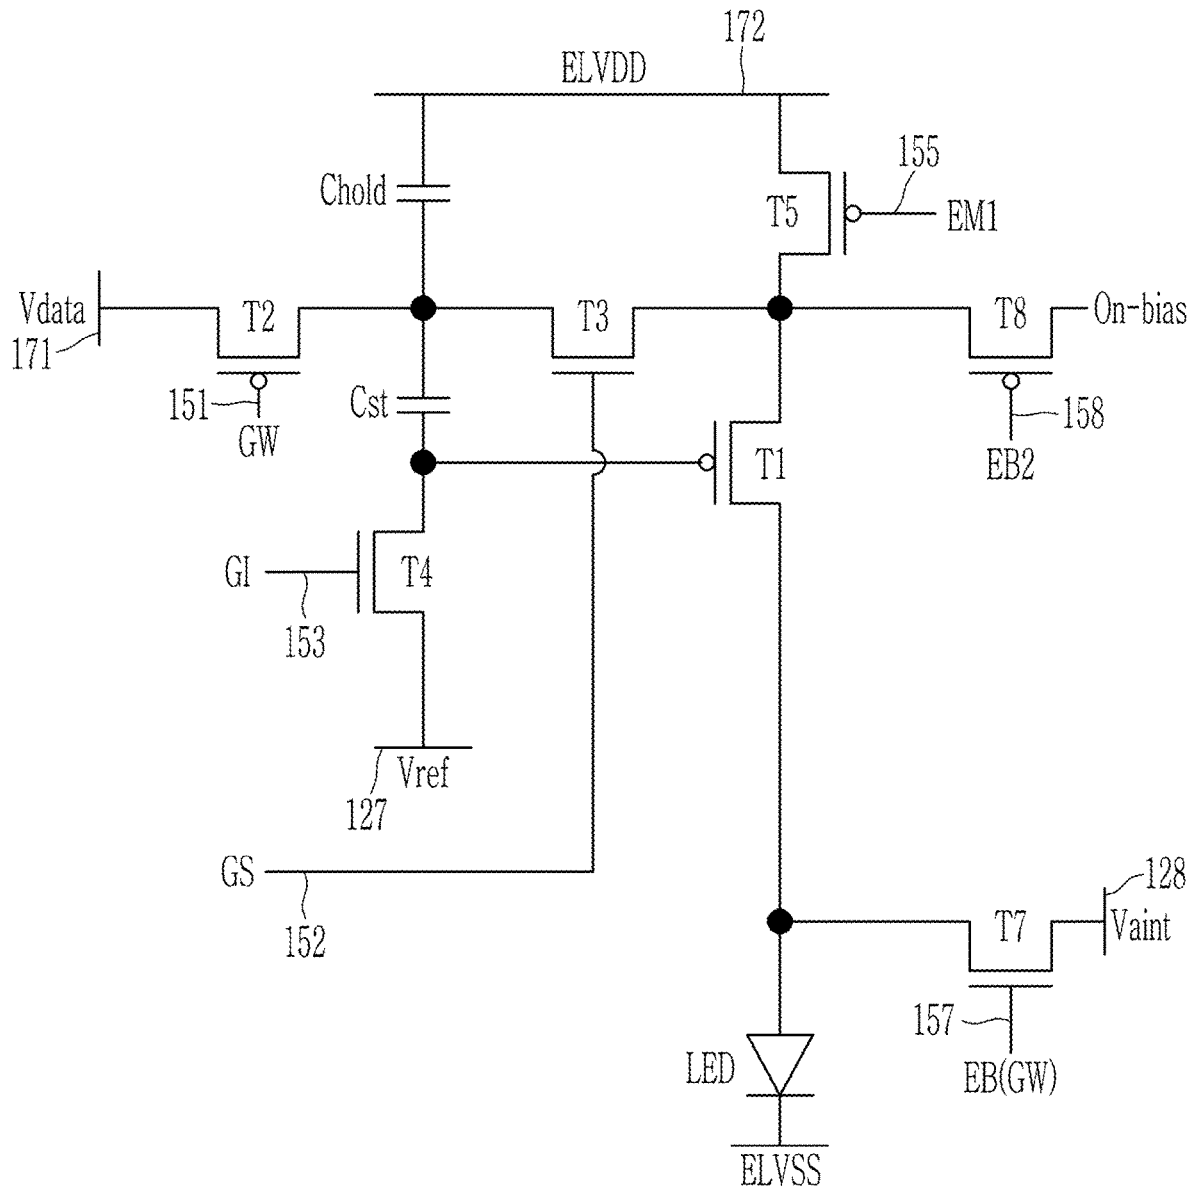 172
ELVDD
155
Chold
T5
EM1
Vdata
T2
T3
T8
On-bias
171
151
Cst
158
GW
T1
EB2
GI
T4
153
Vref
127
GS
128
T7
Vaint
152
157
LED
EB(GW)
ELVSS